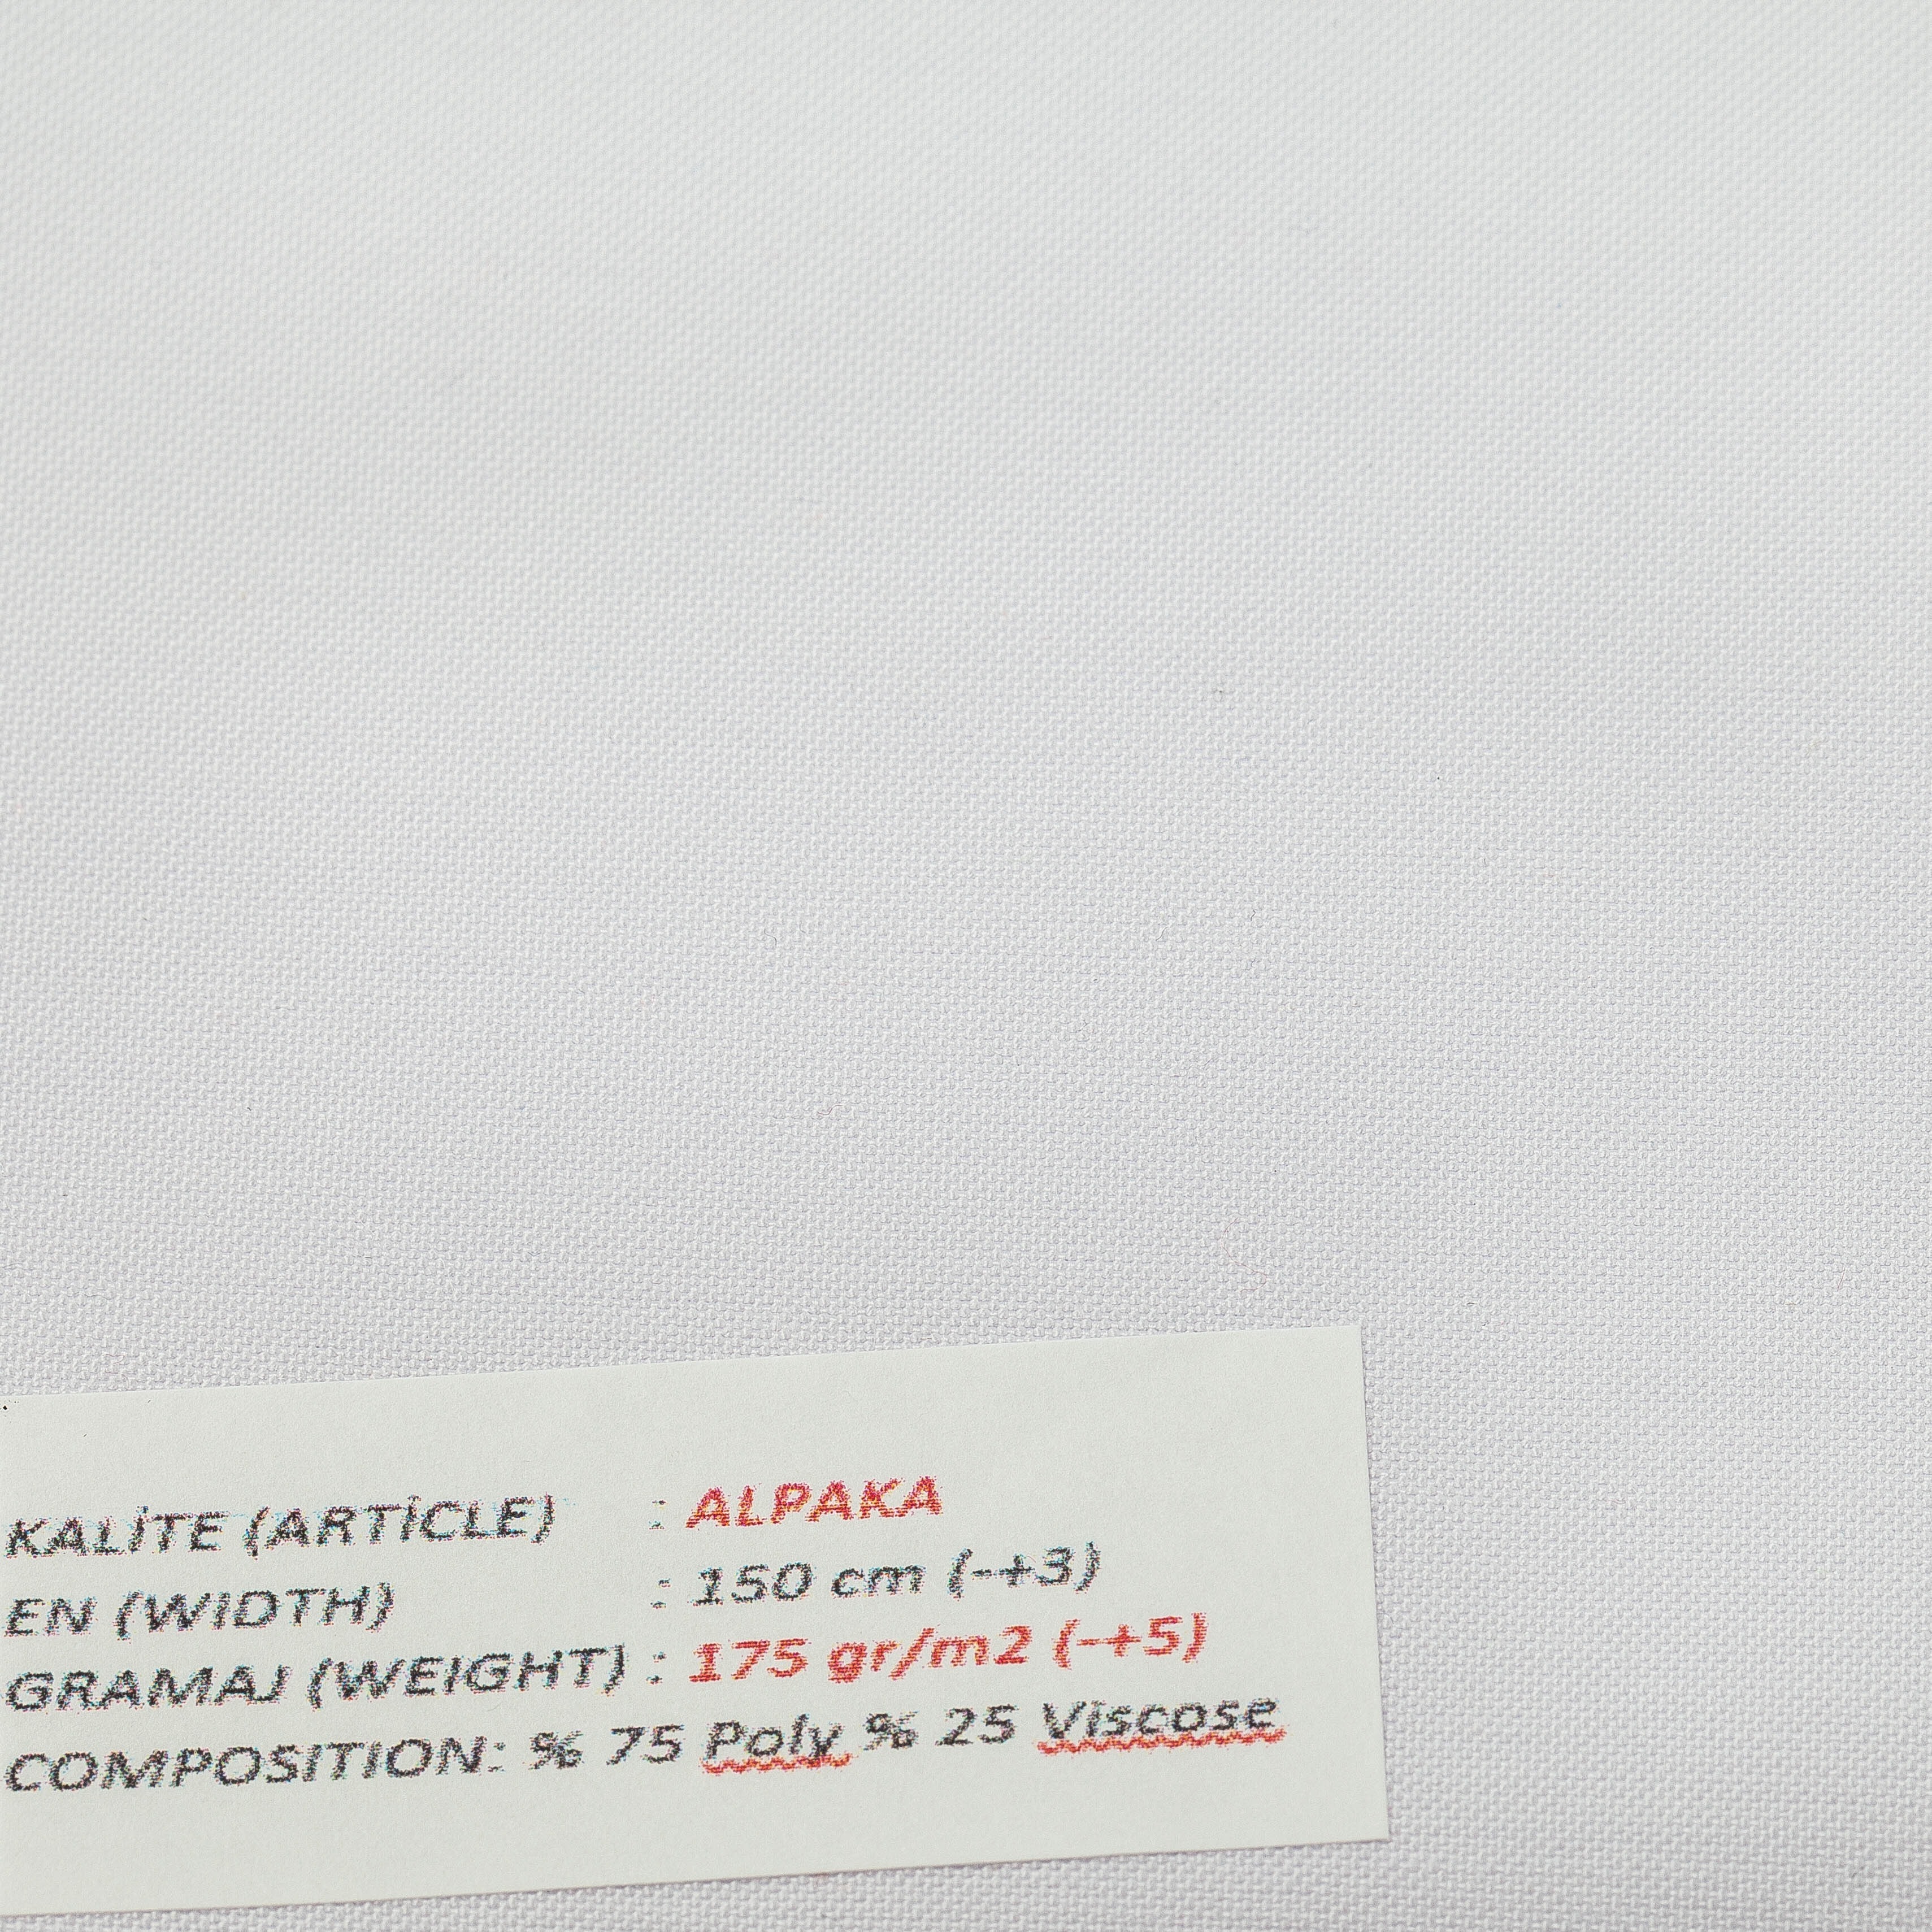 KALİTE (ARTİCLE) : ALPAKA
EN (WIDTH) : 150 cm (-+3)
GRAMAJ (WEIGHT) : 175 gr/m2 (-+5)
COMPOSITION: % 75 Poly % 25 Viscose